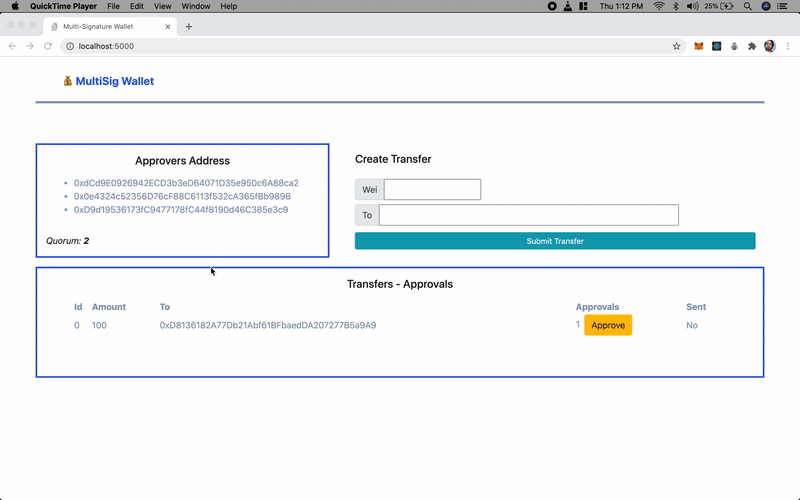 QuickTime Player File Edit View Window Help Thu 1:12 PM 25%
Multi-Signature Wallet
localhost:5000
MultiSig Wallet
Approvers Address
0xdCd9E0926942ECD3b3eD64071D35e950c6A88ca2
0x0e4324c52356D76cF88C6113f532cA365fBb989B
0xD9d19536173fC9477178fC44f8190d46C385e3c9
Quorum: 2
Create Transfer
Wei
To
Submit Transfer
Transfers - Approvals
Id Amount To Approvals Sent
0 100 0xD8136182A77Db21Abf61BFbaedDA207277B5a9A9 1 Approve No